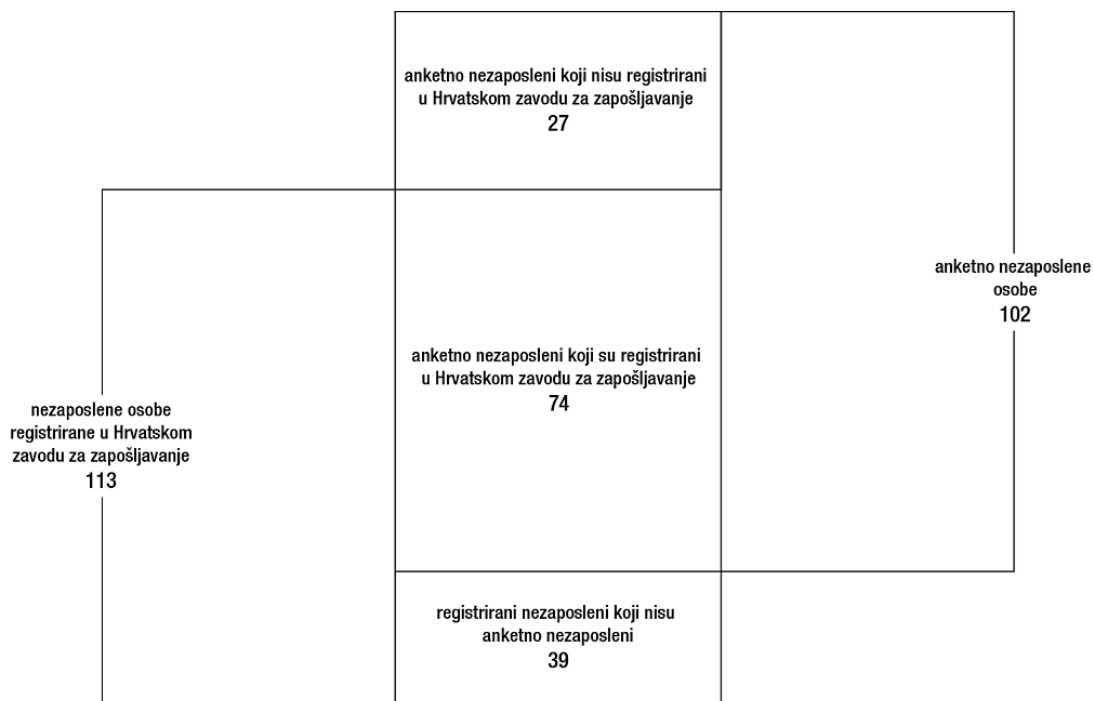 anketno nezaposleni koji nisu registrirani
u Hrvatskom zavodu za zapošljavanje
27
anketno nezaposlene
osobe
102
anketno nezaposleni koji su registrirani
u Hrvatskom zavodu za zapošljavanje
74
nezaposlene osobe
registrirane u Hrvatskom
zavodu za zapošljavanje
113
registrirani nezaposleni koji nisu
anketno nezaposleni
39